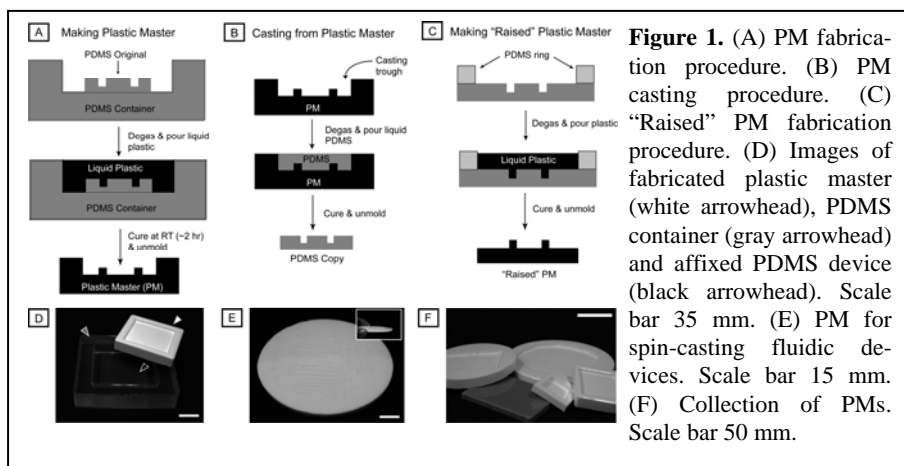 A Making Plastic Master
PDMS Original
PDMS Container
Degas & pour liquid
plastic
Liquid Plastic
PDMS Container
Cure at RT (~2 hr)
& unmold
Plastic Master (PM)
B Casting from Plastic Master
Casting
trough
PM
Degas & pour liquid
PDMS
PDMS
PM
Cure & unmold
PDMS Copy
C Making "Raised" Plastic Master
PDMS ring
Degas & pour plastic
Liquid Plastic
Cure & unmold
"Raised" PM
D
E
F
Figure 1. (A) PM fabrica-
tion procedure. (B) PM
casting procedure. (C)
“Raised” PM fabrication
procedure. (D) Images of
fabricated plastic master
(white arrowhead), PDMS
container (gray arrowhead)
and affixed PDMS device
(black arrowhead). Scale
bar 35 mm. (E) PM for
spin-casting fluidic de-
vices. Scale bar 15 mm.
(F) Collection of PMs.
Scale bar 50 mm.